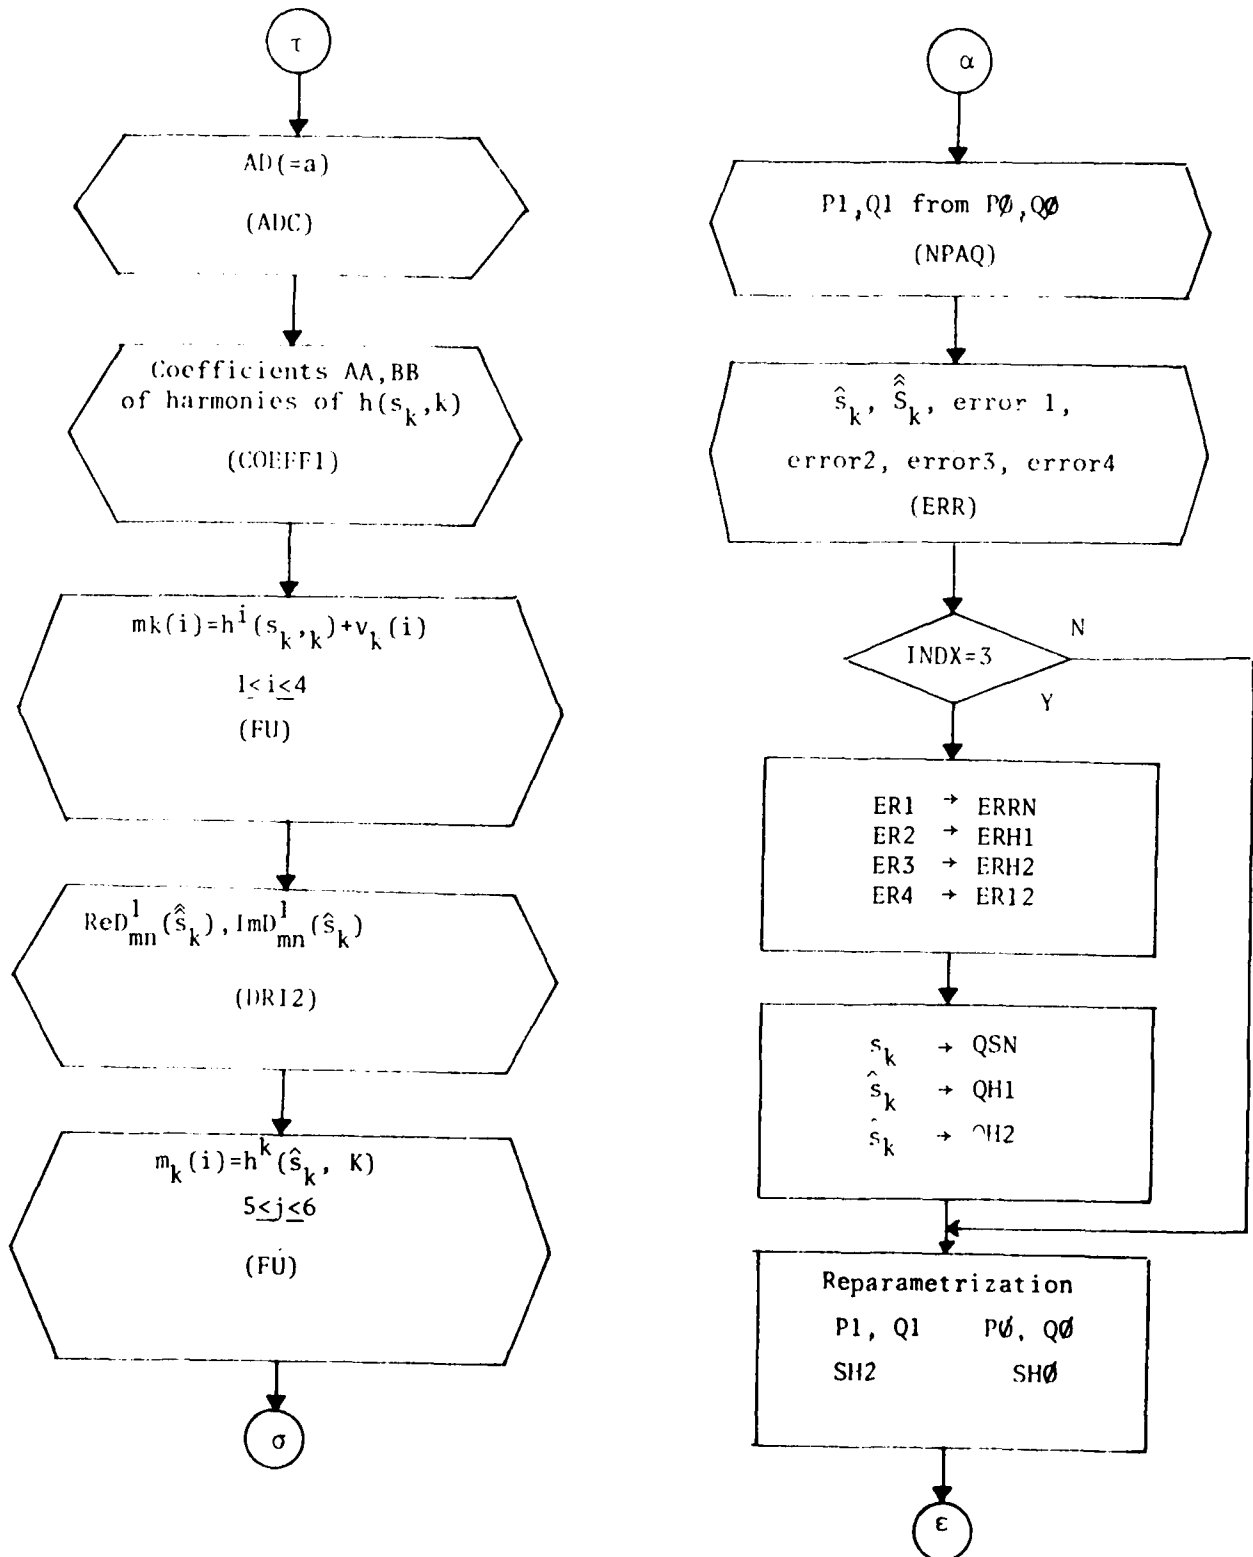 τ
AD(=a)
(ADC)
Coefficients AA,BB
of harmonies of h(s_k,k)
(COEFF1)
mk(i)=h^i(s_k,k)+v_k(i)
1≤i≤4
(FU)
ReD^1_mn(ŝ̂_k),ImD^1_mn(ŝ_k)
(DRI2)
m_k(i)=h^k(ŝ_k, K)
5≤j≤6
(FU)
σ
α
P1,Q1 from PØ,QØ
(NPAQ)
ŝ_k, Ŝ̂_k, error 1,
error2, error3, error4
(ERR)
INDX=3
N
Y
ER1 → ERRN
ER2 → ERH1
ER3 → ERH2
ER4 → ER12
s_k → QSN
ŝ_k → QH1
ŝ_k → QH2
Reparametrization
P1, Q1 PØ, QØ
SH2 SHØ
ε